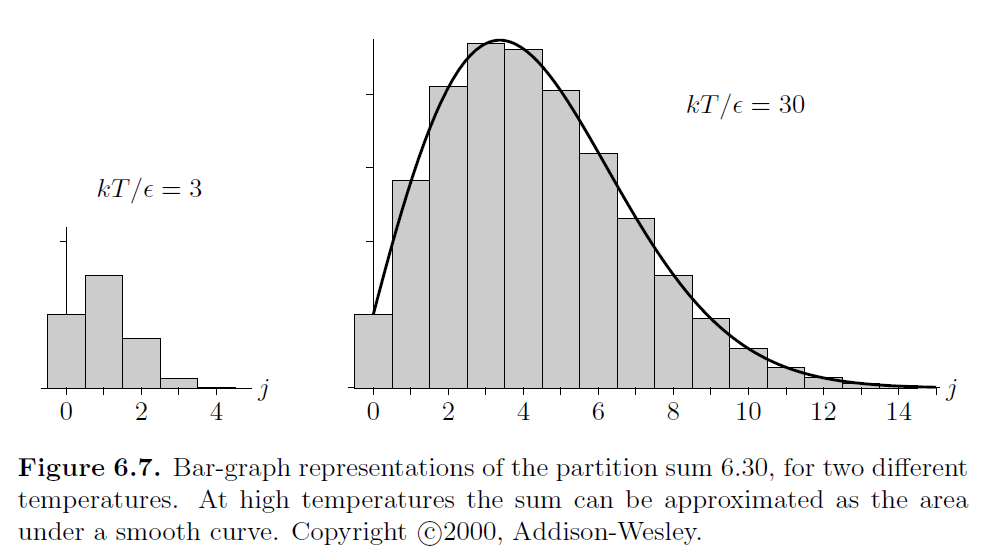 kT/ϵ = 30
kT/ϵ = 3
j
j
0 2 4
0 2 4 6 8 10 12 14
Figure 6.7. Bar-graph representations of the partition sum 6.30, for two different
temperatures. At high temperatures the sum can be approximated as the area
under a smooth curve. Copyright ©2000, Addison-Wesley.